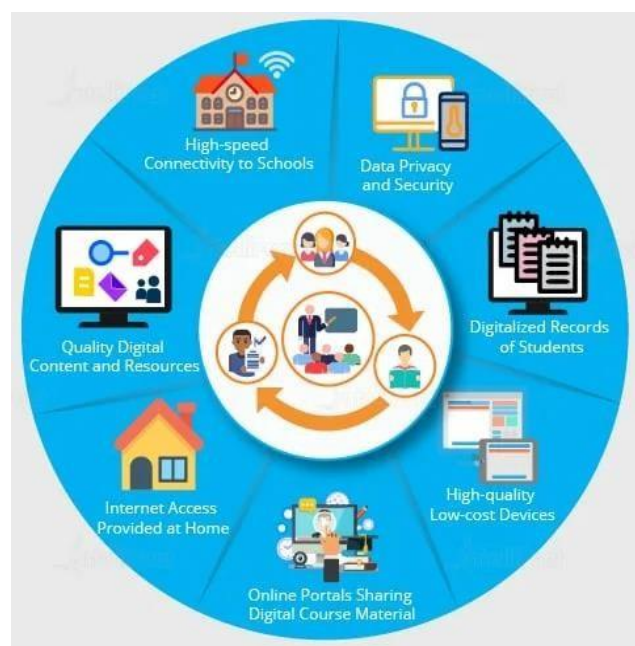 High-speed
Connectivity to Schools
Data Privacy
and Security
Digitalized Records
of Students
High-quality
Low-cost Devices
Online Portals Sharing
Digital Course Material
Internet Access
Provided at Home
Quality Digital
Content and Resources